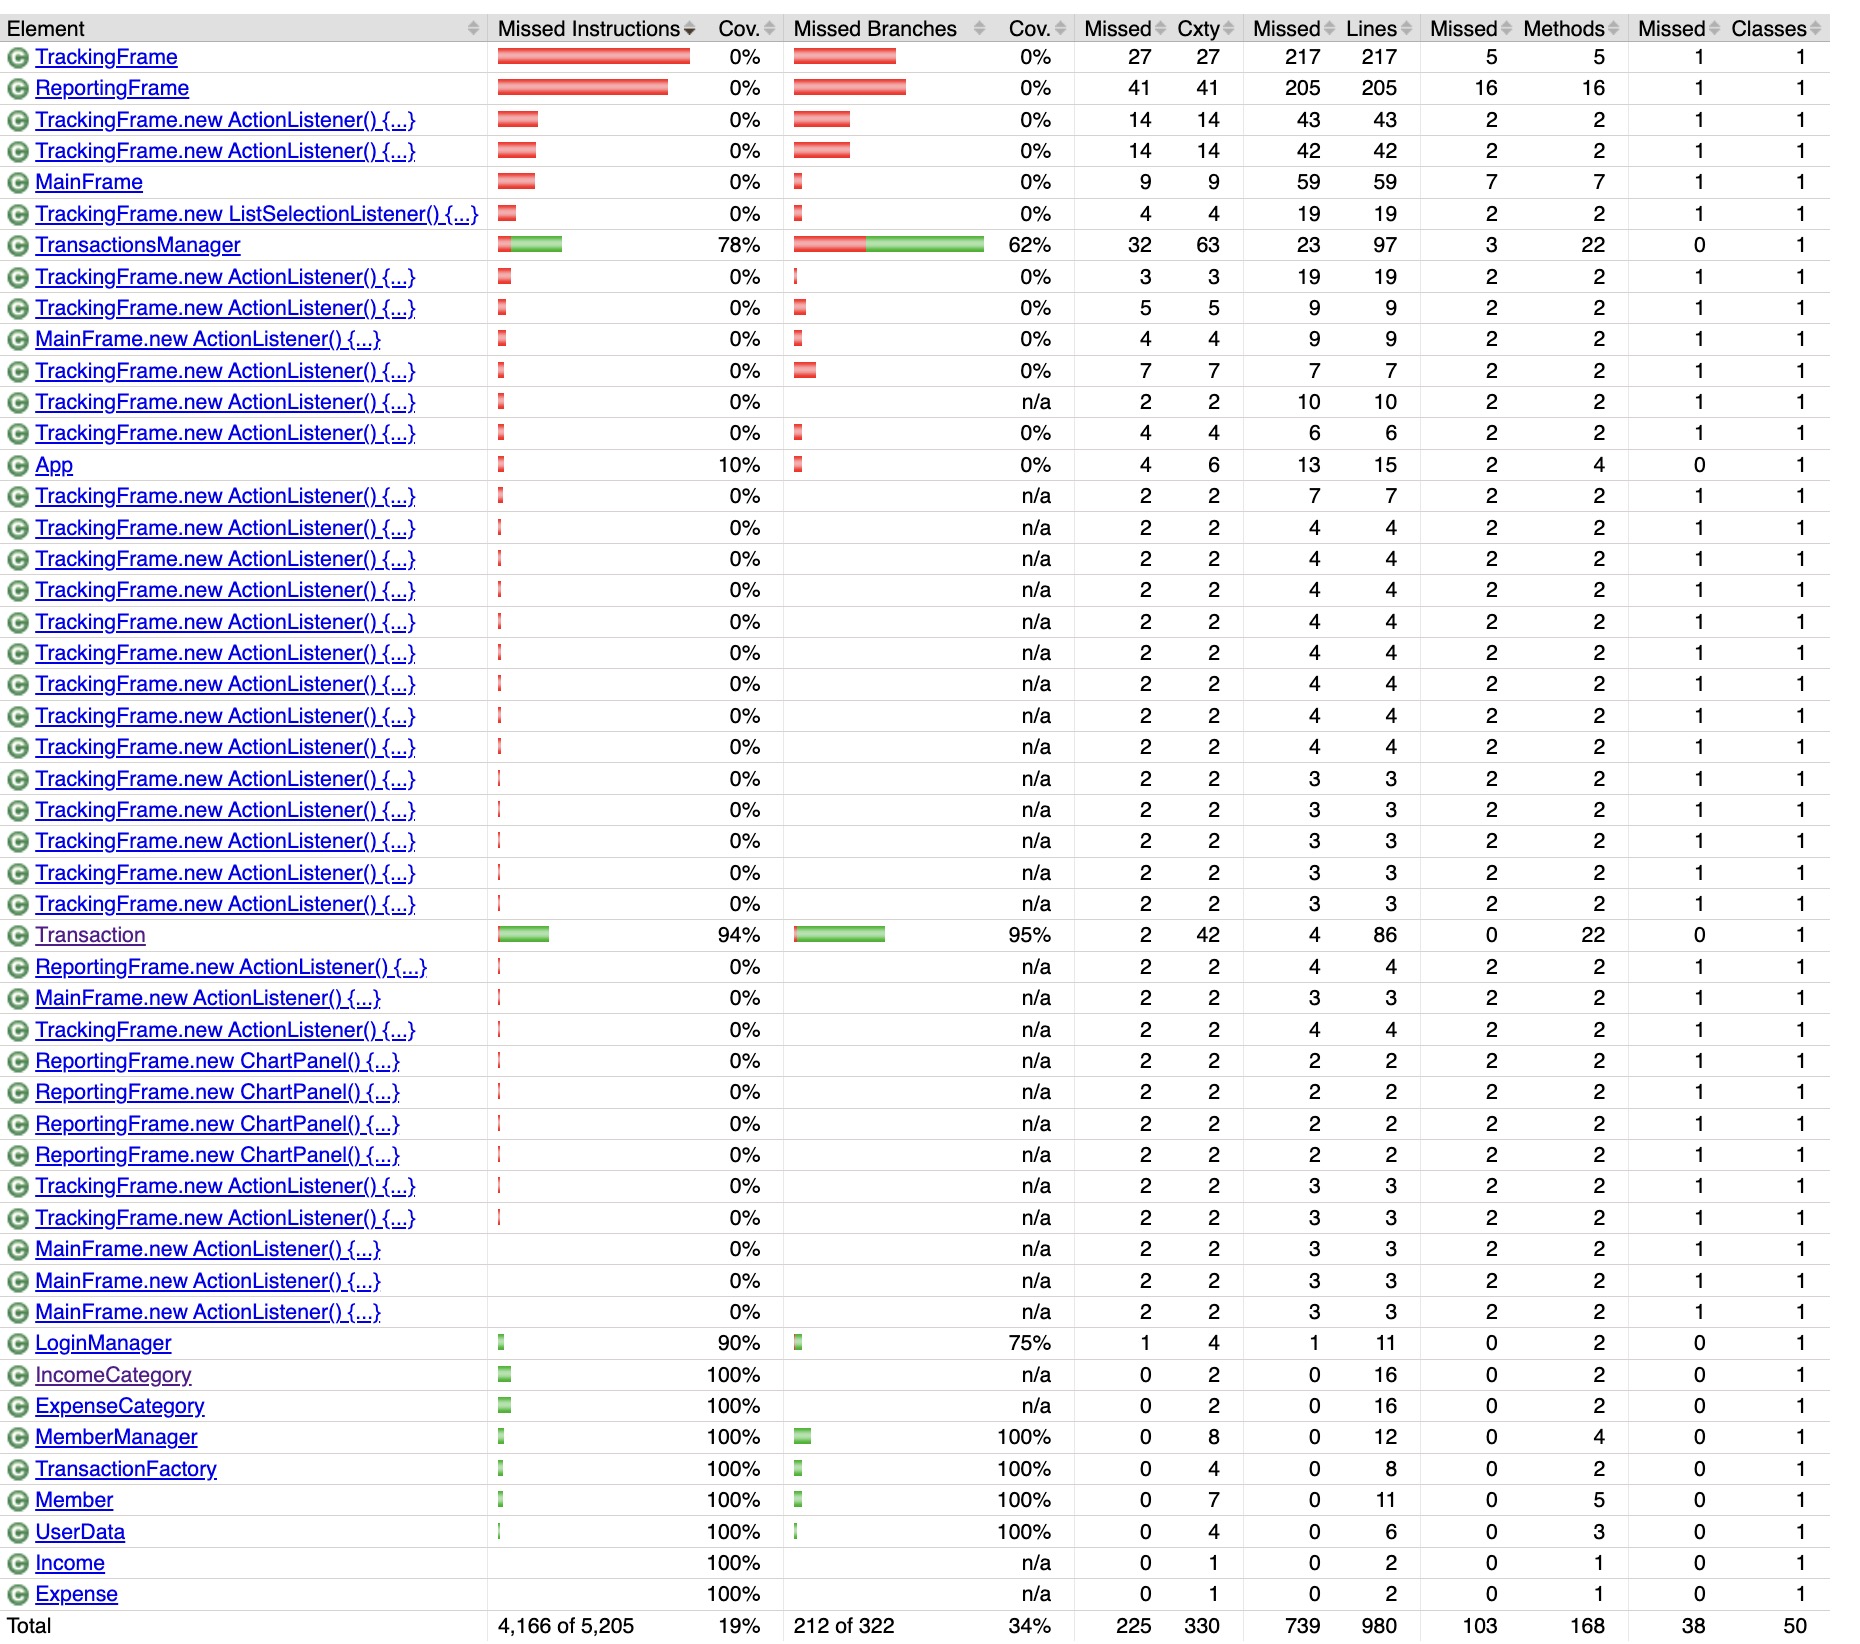 Element Missed Instructions Cov. Missed Branches Cov. Missed Cxty Missed Lines Missed Methods Missed Classes
C TrackingFrame 0% 0% 27 27 217 217 5 5 1 1
C ReportingFrame 0% 0% 41 41 205 205 16 16 1 1
C TrackingFrame.new ActionListener() {...} 0% 0% 14 14 43 43 2 2 1 1
C TrackingFrame.new ActionListener() {...} 0% 0% 14 14 42 42 2 2 1 1
C MainFrame 0% 0% 9 9 59 59 7 7 1 1
C TrackingFrame.new ListSelectionListener() {...} 0% 0% 4 4 19 19 2 2 1 1
C TransactionsManager 78% 62% 32 63 23 97 3 22 0 1
C TrackingFrame.new ActionListener() {...} 0% 0% 3 3 19 19 2 2 1 1
C TrackingFrame.new ActionListener() {...} 0% 0% 5 5 9 9 2 2 1 1
C MainFrame.new ActionListener() {...} 0% 0% 4 4 9 9 2 2 1 1
C TrackingFrame.new ActionListener() {...} 0% 0% 7 7 7 7 2 2 1 1
C TrackingFrame.new ActionListener() {...} 0% n/a 2 2 10 10 2 2 1 1
C TrackingFrame.new ActionListener() {...} 0% 0% 4 4 6 6 2 2 1 1
C App 10% 0% 4 6 13 15 2 4 0 1
C TrackingFrame.new ActionListener() {...} 0% n/a 2 2 7 7 2 2 1 1
C TrackingFrame.new ActionListener() {...} 0% n/a 2 2 4 4 2 2 1 1
C TrackingFrame.new ActionListener() {...} 0% n/a 2 2 4 4 2 2 1 1
C TrackingFrame.new ActionListener() {...} 0% n/a 2 2 4 4 2 2 1 1
C TrackingFrame.new ActionListener() {...} 0% n/a 2 2 4 4 2 2 1 1
C TrackingFrame.new ActionListener() {...} 0% n/a 2 2 4 4 2 2 1 1
C TrackingFrame.new ActionListener() {...} 0% n/a 2 2 4 4 2 2 1 1
C TrackingFrame.new ActionListener() {...} 0% n/a 2 2 4 4 2 2 1 1
C TrackingFrame.new ActionListener() {...} 0% n/a 2 2 4 4 2 2 1 1
C TrackingFrame.new ActionListener() {...} 0% n/a 2 2 3 3 2 2 1 1
C TrackingFrame.new ActionListener() {...} 0% n/a 2 2 3 3 2 2 1 1
C TrackingFrame.new ActionListener() {...} 0% n/a 2 2 3 3 2 2 1 1
C TrackingFrame.new ActionListener() {...} 0% n/a 2 2 3 3 2 2 1 1
C TrackingFrame.new ActionListener() {...} 0% n/a 2 2 3 3 2 2 1 1
C Transaction 94% 95% 2 42 4 86 0 22 0 1
C ReportingFrame.new ActionListener() {...} 0% n/a 2 2 4 4 2 2 1 1
C MainFrame.new ActionListener() {...} 0% n/a 2 2 3 3 2 2 1 1
C TrackingFrame.new ActionListener() {...} 0% n/a 2 2 4 4 2 2 1 1
C ReportingFrame.new ChartPanel() {...} 0% n/a 2 2 2 2 2 2 1 1
C ReportingFrame.new ChartPanel() {...} 0% n/a 2 2 2 2 2 2 1 1
C ReportingFrame.new ChartPanel() {...} 0% n/a 2 2 2 2 2 2 1 1
C ReportingFrame.new ChartPanel() {...} 0% n/a 2 2 2 2 2 2 1 1
C TrackingFrame.new ActionListener() {...} 0% n/a 2 2 3 3 2 2 1 1
C TrackingFrame.new ActionListener() {...} 0% n/a 2 2 3 3 2 2 1 1
C MainFrame.new ActionListener() {...} 0% n/a 2 2 3 3 2 2 1 1
C MainFrame.new ActionListener() {...} 0% n/a 2 2 3 3 2 2 1 1
C MainFrame.new ActionListener() {...} 0% n/a 2 2 3 3 2 2 1 1
C LoginManager 90% 75% 1 4 1 11 0 2 0 1
C IncomeCategory 100% n/a 0 2 0 16 0 2 0 1
C ExpenseCategory 100% n/a 0 2 0 16 0 2 0 1
C MemberManager 100% 100% 0 8 0 12 0 4 0 1
C TransactionFactory 100% 100% 0 4 0 8 0 2 0 1
C Member 100% 100% 0 7 0 11 0 5 0 1
C UserData 100% 100% 0 4 0 6 0 3 0 1
C Income 100% n/a 0 1 0 2 0 1 0 1
C Expense 100% n/a 0 1 0 2 0 1 0 1
Total 4,166 of 5,205 19% 212 of 322 34% 225 330 739 980 103 168 38 50